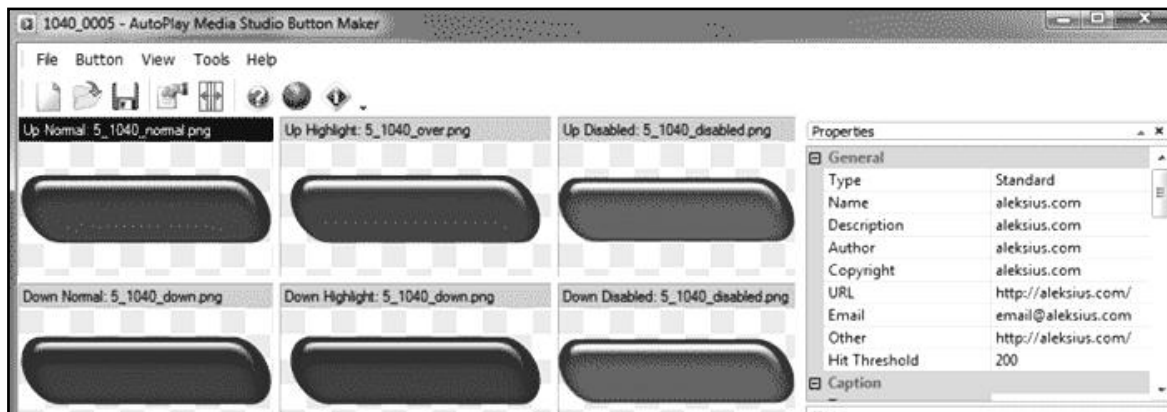 1040_0005 - AutoPlay Media Studio Button Maker
File Button View Tools Help
Up Normal: 5_1040_normal.png
Up Highlight: 5_1040_over.png
Up Disabled: 5_1040_disabled.png
Down Normal: 5_1040_down.png
Down Highlight: 5_1040_down.png
Down Disabled: 5_1040_disabled.png
Properties
General
Type Standard
Name aleksius.com
Description aleksius.com
Author aleksius.com
Copyright aleksius.com
URL http://aleksius.com/
Email email@aleksius.com
Other http://aleksius.com/
Hit Threshold 200
Caption